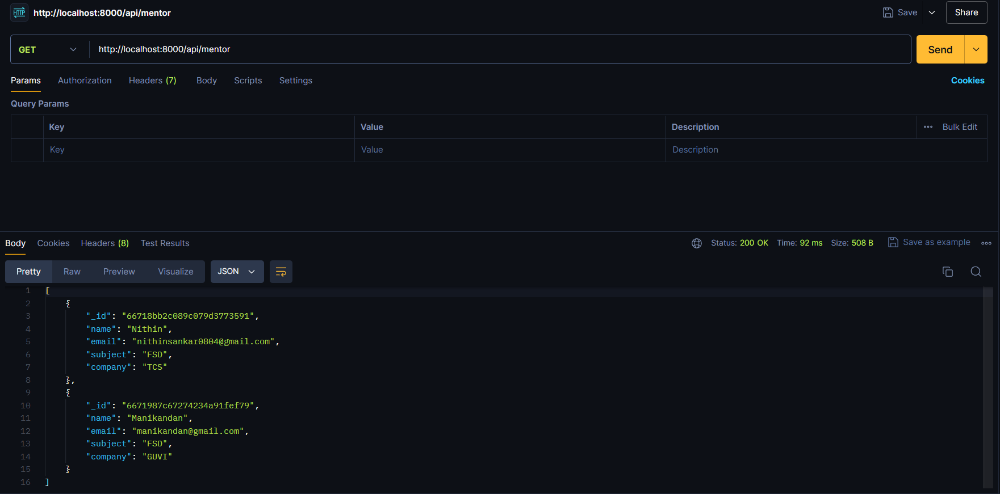 HTTP http://localhost:8000/api/mentor Save Share
GET http://localhost:8000/api/mentor Send
Params Authorization Headers (7) Body Scripts Settings Cookies
Query Params
Key Value Description Bulk Edit
Key Value Description
Body Cookies Headers (8) Test Results Status: 200 OK Time: 92 ms Size: 508 B Save as example
Pretty Raw Preview Visualize JSON
1 [
2 {
3 "_id": "66718bb2c089c079d3773591",
4 "name": "Nithin",
5 "email": "nithinsankar0804@gmail.com",
6 "subject": "FSD",
7 "company": "TCS"
8 },
9 {
10 "_id": "6671987c67274234a91fef79",
11 "name": "Manikandan",
12 "email": "manikandan@gmail.com",
13 "subject": "FSD",
14 "company": "GUVI"
15 }
16 ]